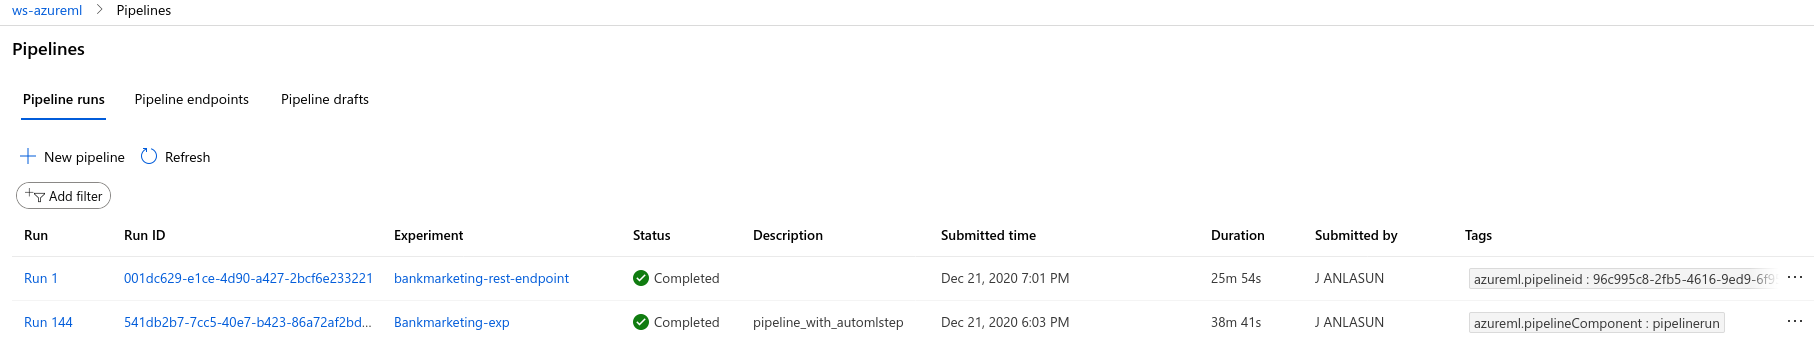 ws-azureml > Pipelines
Pipelines
Pipeline runs Pipeline endpoints Pipeline drafts
New pipeline Refresh
Add filter
Run Run ID Experiment Status Description Submitted time Duration Submitted by Tags
Run 1 001dc629-e1ce-4d90-a427-2bcf6e233221 bankmarketing-rest-endpoint Completed Dec 21, 2020 7:01 PM 25m 54s J ANLASUN azureml.pipelineid : 96c995c8-2fb5-4616-9ed9-6f9 ...
Run 144 541db2b7-7cc5-40e7-b423-86a72af2bd... Bankmarketing-exp Completed pipeline_with_automlstep Dec 21, 2020 6:03 PM 38m 41s J ANLASUN azureml.pipelineComponent : pipelinerun ...